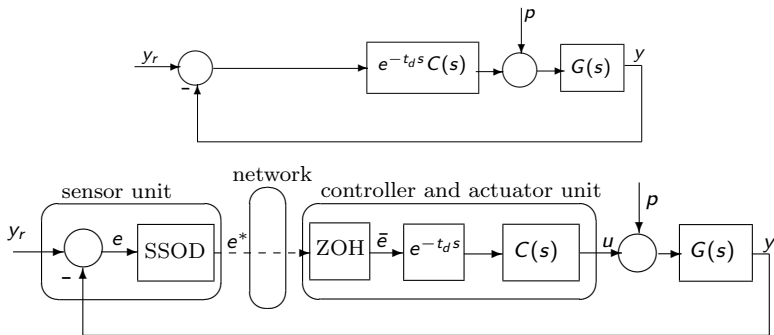 p
y_r
e^{-t_d s} C(s)
G(s)
y
-
network
sensor unit
controller and actuator unit
p
y_r
e
SSOD
e*
ZOH
ē
e^{-t_d s}
C(s)
u
G(s)
y
-